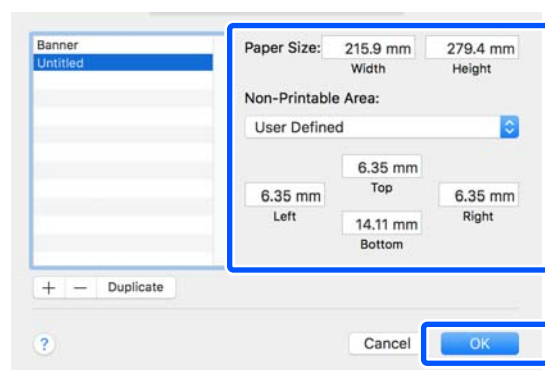 Banner
Untitled
Paper Size: 215.9 mm 279.4 mm
Width Height
Non-Printable Area:
User Defined
6.35 mm
Top
6.35 mm 6.35 mm
Left Right
14.11 mm
Bottom
+ − Duplicate
? Cancel OK